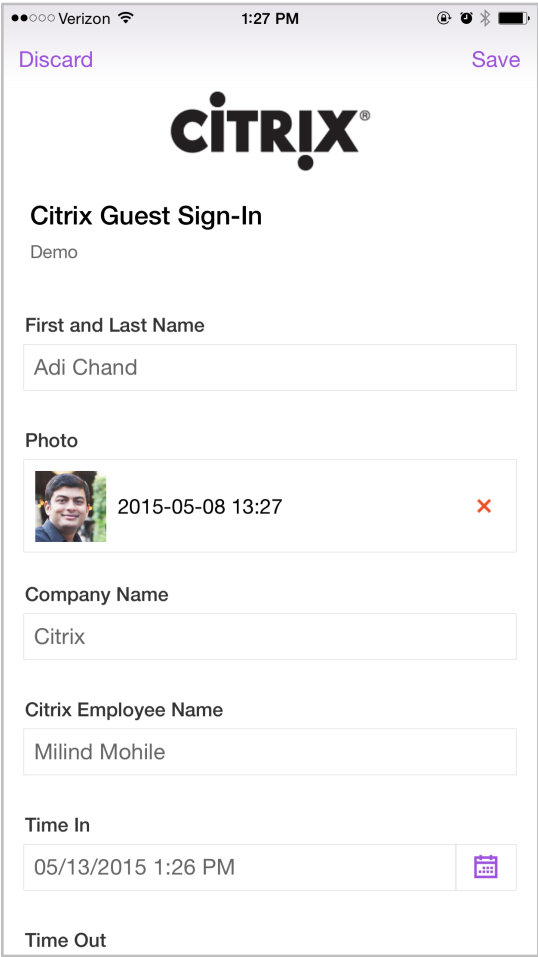 Verizon 1:27 PM
Discard Save
CiTRIX®
Citrix Guest Sign-In
Demo
First and Last Name
Adi Chand
Photo
2015-05-08 13:27
Company Name
Citrix
Citrix Employee Name
Milind Mohile
Time In
05/13/2015 1:26 PM
Time Out